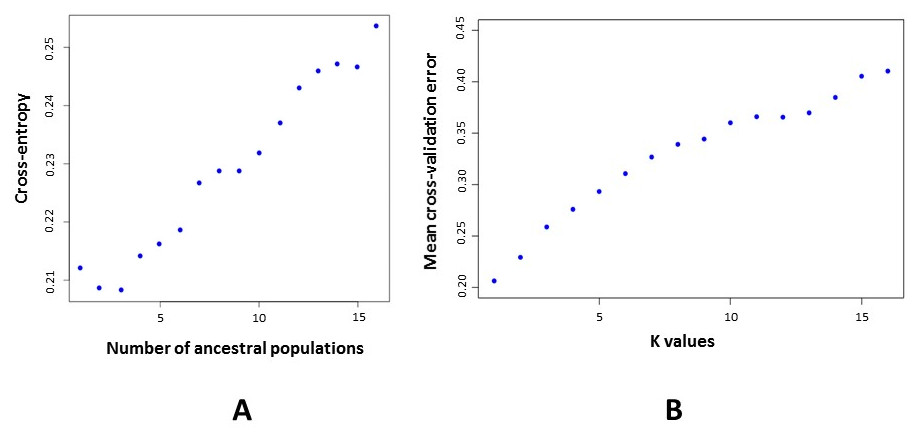 Cross-entropy
0.25
0.24
0.23
0.22
0.21
5 10 15
Number of ancestral populations
A
Mean cross-validation error
0.45
0.40
0.35
0.30
0.25
0.20
5 10 15
K values
B